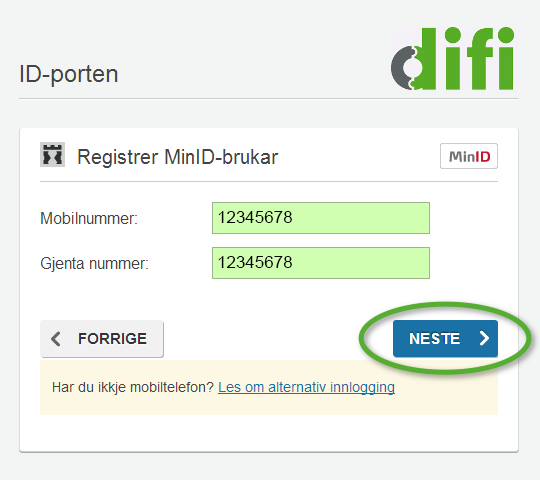 difi
ID-porten
Registrer MinID-brukar
MinID
Mobilnummer: 12345678
Gjenta nummer: 12345678
FORRIGE
NESTE
Har du ikkje mobiltelefon? Les om alternativ innlogging